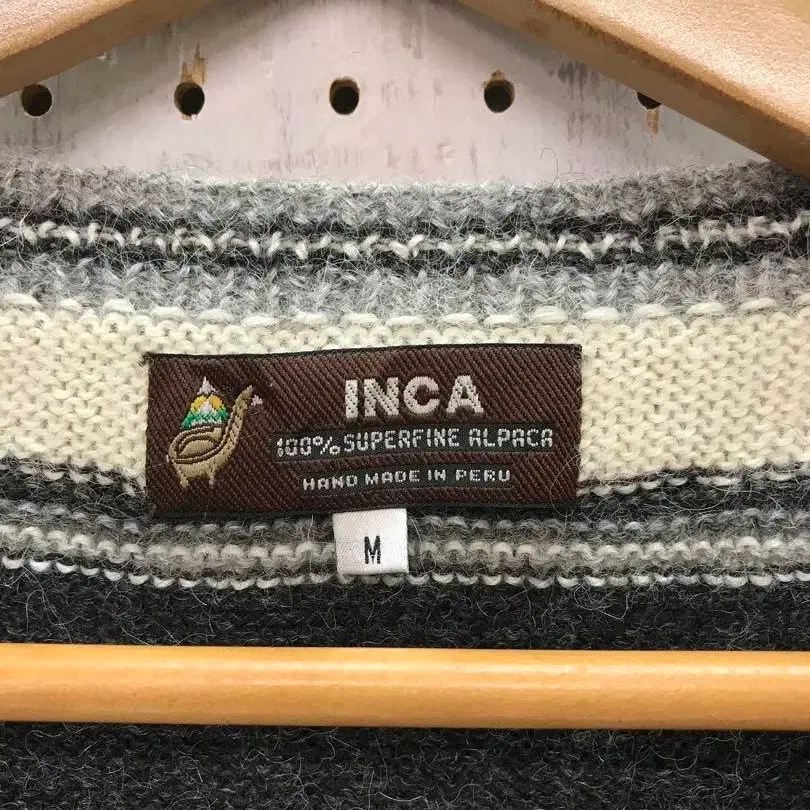 INCA
100% SUPERFINE ALPACA
HAND MADE IN PERU
M